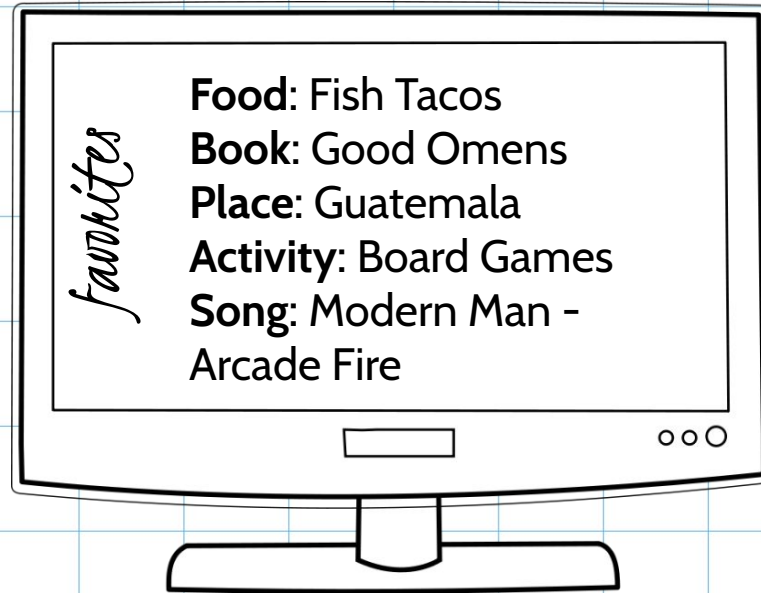 favorites
Food: Fish Tacos
Book: Good Omens
Place: Guatemala
Activity: Board Games
Song: Modern Man -
Arcade Fire